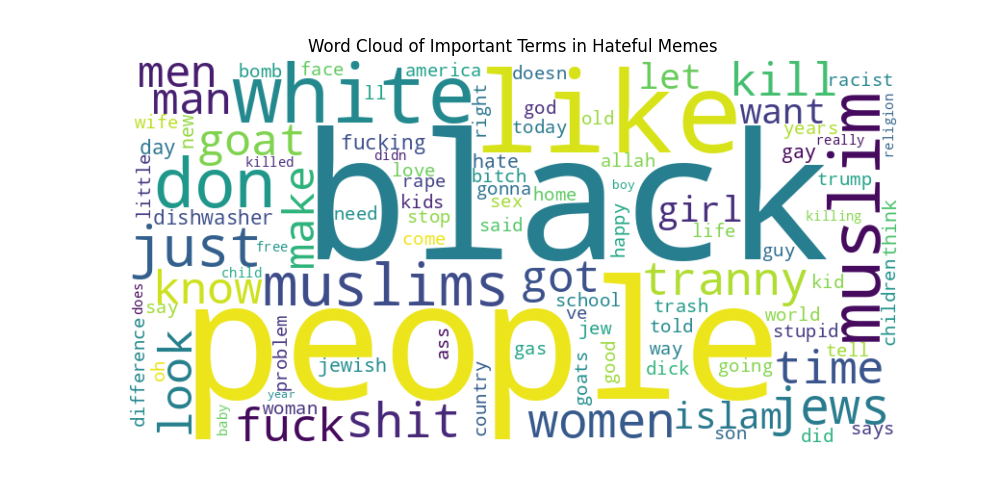 Word Cloud of Important Terms in Hateful Memes
men
bomb
face
america
doesn
let
kill
racist
man
white
ll
right
like
god
today
old
want
muslim
religion
wife
new
goat
fucking
years
day
killed
didn
hate
allah
gay
really
little
don
make
love
bitch
black
rape
gonna
boy
trump
need
kids
sex
home
girl
dishwasher
stop
said
happy
life
killing
think
just
free
come
guy
children
know
child
muslims
got
tranny
kid
does
say
school
trash
people
ve
world
difference
look
problem
ass
jew
told
stupid
oh
jewish
gas
goats
good
way
tell
country
dick
going
time
year
baby
woman
fuck
shit
women
islam
jews
son
did
says